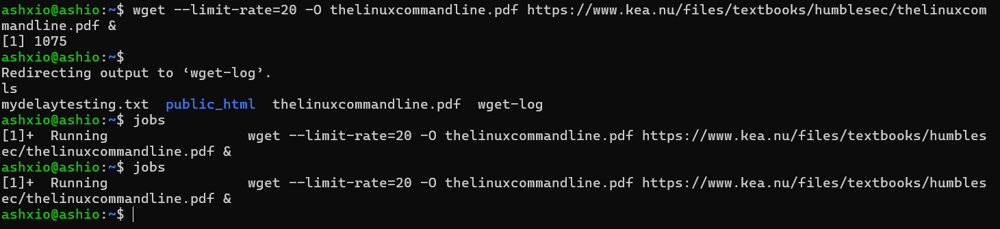 ashxio@ashio:~$ wget --limit-rate=20 -O thelinuxcommandline.pdf https://www.kea.nu/files/textbooks/humblesec/thelinuxcom
mandline.pdf &
[1] 1075
ashxio@ashio:~$
Redirecting output to ‘wget-log’.
ls
mydelaytesting.txt  public_html  thelinuxcommandline.pdf  wget-log
ashxio@ashio:~$ jobs
[1]+  Running                 wget --limit-rate=20 -O thelinuxcommandline.pdf https://www.kea.nu/files/textbooks/humbles
ec/thelinuxcommandline.pdf &
ashxio@ashio:~$ jobs
[1]+  Running                 wget --limit-rate=20 -O thelinuxcommandline.pdf https://www.kea.nu/files/textbooks/humbles
ec/thelinuxcommandline.pdf &
ashxio@ashio:~$